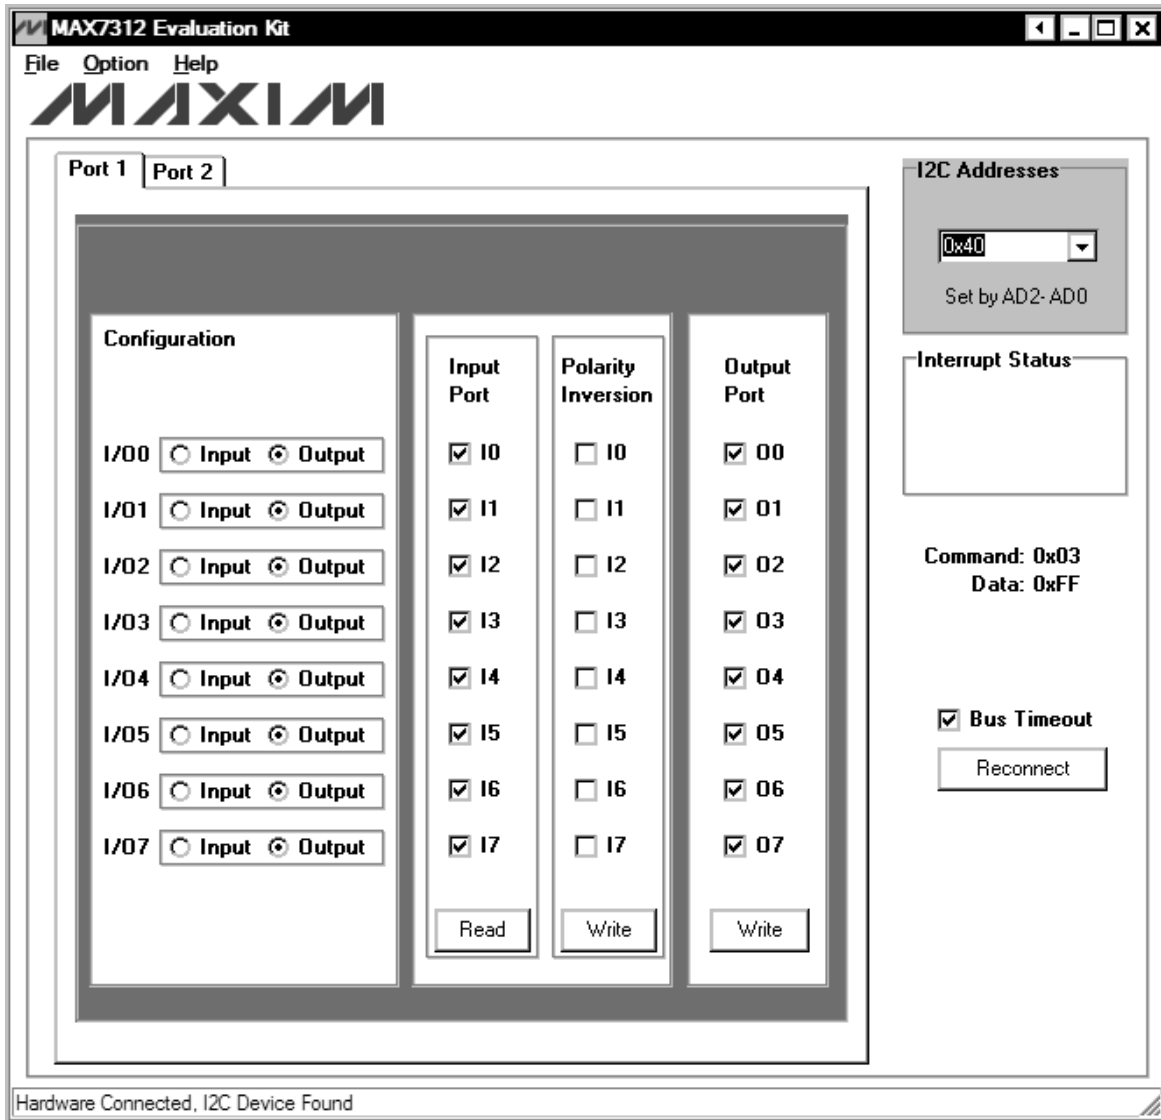 MAX7312 Evaluation Kit
File Option Help
MAXIM
Port 1 Port 2
I2C Addresses
0x40
Set by AD2- AD0
Configuration
Input Port
Polarity Inversion
Output Port
Interrupt Status
I/O0 Input Output I0 I0 O0
I/O1 Input Output I1 I1 O1
I/O2 Input Output I2 I2 O2
I/O3 Input Output I3 I3 O3
I/O4 Input Output I4 I4 O4
I/O5 Input Output I5 I5 O5
I/O6 Input Output I6 I6 O6
I/O7 Input Output I7 I7 O7
Read Write Write
Command: 0x03
Data: 0xFF
Bus Timeout
Reconnect
Hardware Connected, I2C Device Found